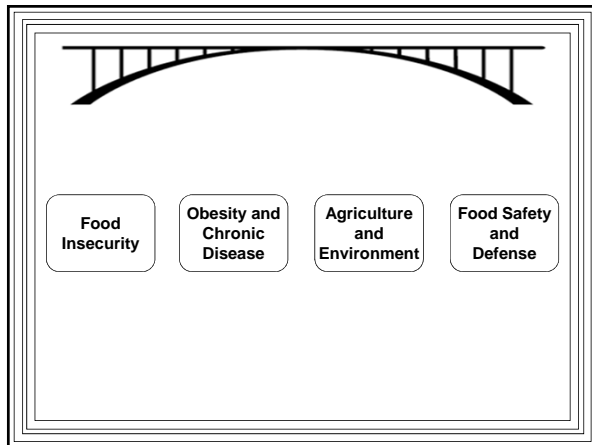 Food
Insecurity
Obesity and
Chronic
Disease
Agriculture
and
Environment
Food Safety
and
Defense